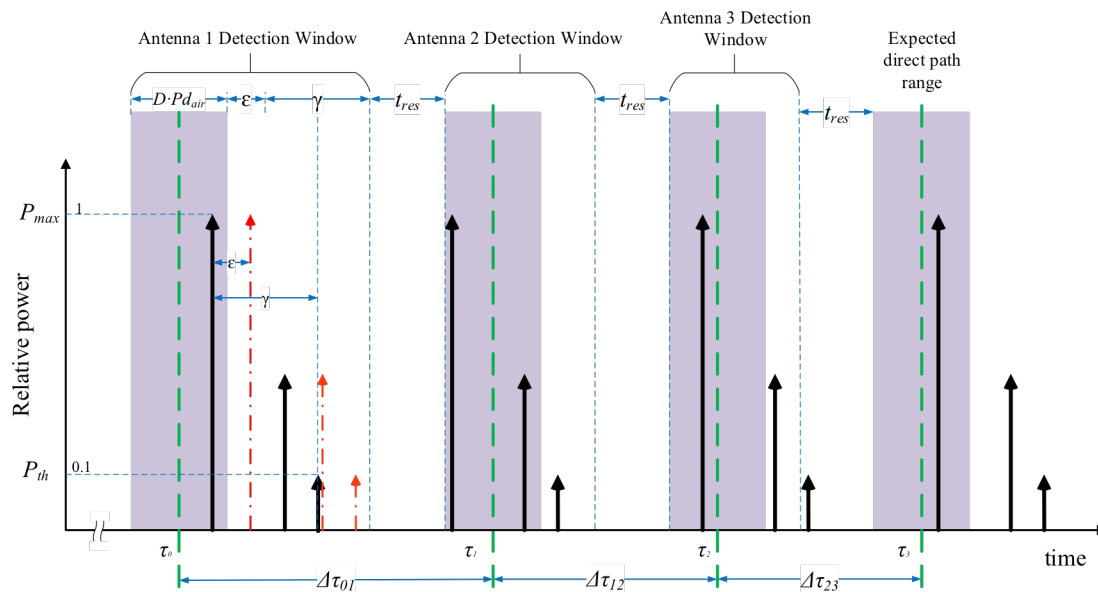 Antenna 1 Detection Window
Antenna 2 Detection Window
Antenna 3 Detection
Window
Expected
direct path
range
D·Pd_air
ε
γ
t_res
t_res
t_res
P_max
1
ε
γ
Relative power
P_th
0.1
τ₀
τ₁
τ₂
τ₃
time
Δτ₀₁
Δτ₁₂
Δτ₂₃